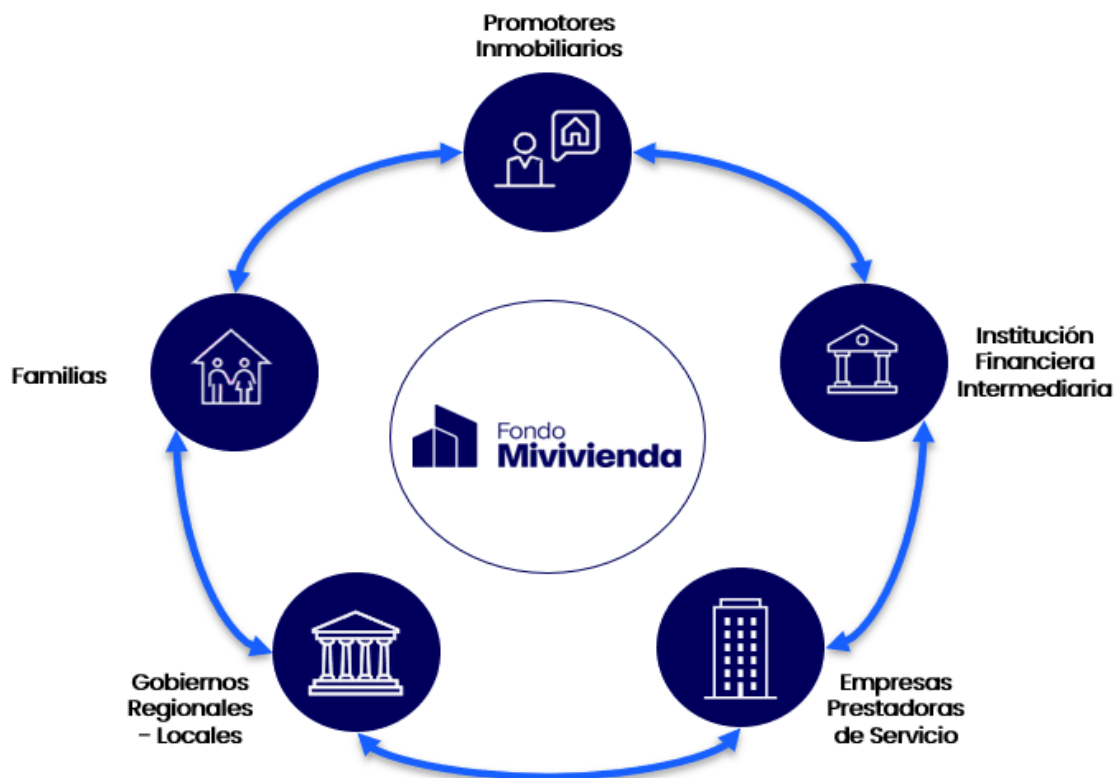 Promotores
Inmobiliarios
Familias
Institución
Financiera
Intermediaria
Fondo
Mivivienda
Gobiernos
Regionales
– Locales
Empresas
Prestadoras
de Servicio